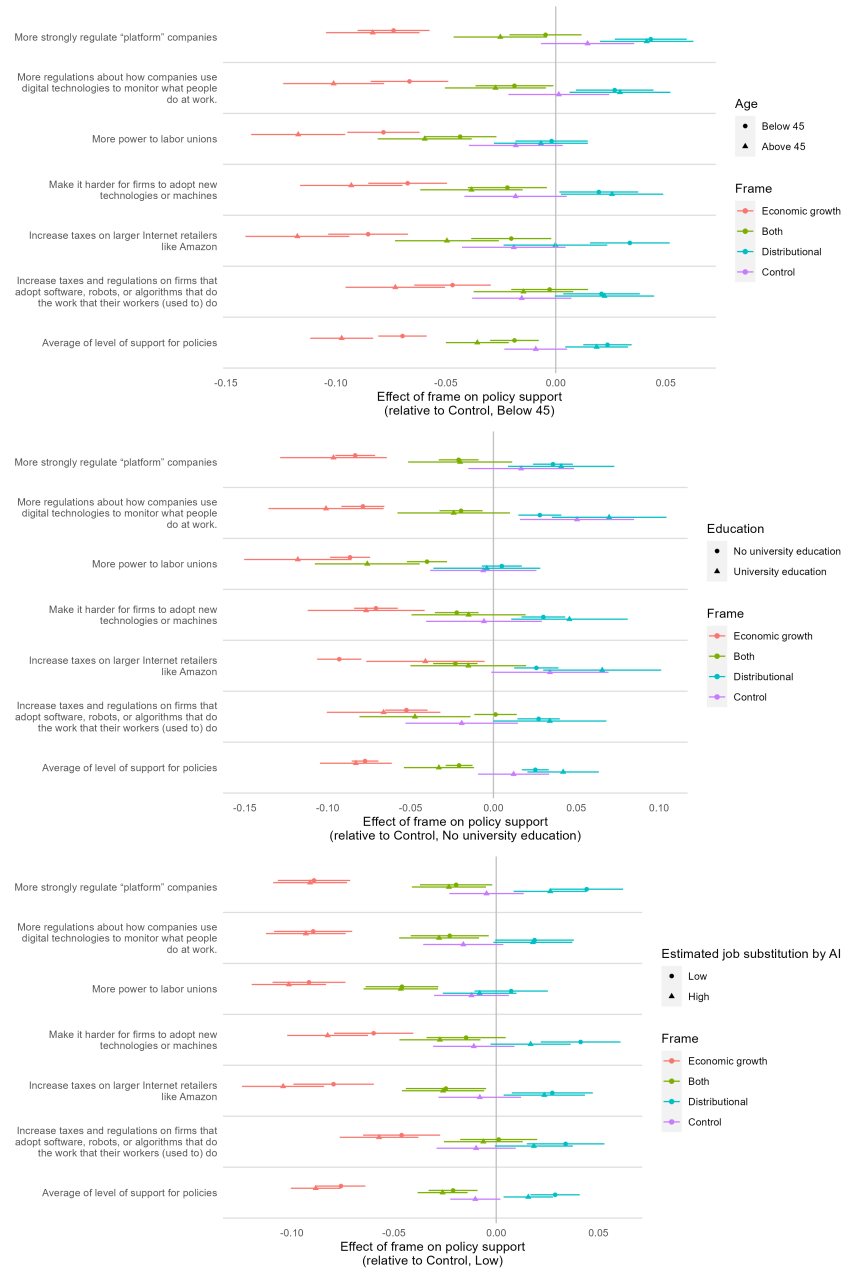 More strongly regulate “platform” companies
More regulations about how companies use
digital technologies to monitor what people
do at work.
More power to labor unions
Make it harder for firms to adopt new
technologies or machines
Increase taxes on larger Internet retailers
like Amazon
Increase taxes and regulations on firms that
adopt software, robots, or algorithms that do
the work that their workers (used to) do
Average of level of support for policies
-0.15 -0.10 -0.05 0.00 0.05
Effect of frame on policy support
(relative to Control, Below 45)
Age
Below 45
Above 45
Frame
Economic growth
Both
Distributional
Control
More strongly regulate “platform” companies
More regulations about how companies use
digital technologies to monitor what people
do at work.
More power to labor unions
Make it harder for firms to adopt new
technologies or machines
Increase taxes on larger Internet retailers
like Amazon
Increase taxes and regulations on firms that
adopt software, robots, or algorithms that do
the work that their workers (used to) do
Average of level of support for policies
-0.15 -0.10 -0.05 0.00 0.05 0.10
Effect of frame on policy support
(relative to Control, No university education)
Education
No university education
University education
Frame
Economic growth
Both
Distributional
Control
More strongly regulate “platform” companies
More regulations about how companies use
digital technologies to monitor what people
do at work.
More power to labor unions
Make it harder for firms to adopt new
technologies or machines
Increase taxes on larger Internet retailers
like Amazon
Increase taxes and regulations on firms that
adopt software, robots, or algorithms that do
the work that their workers (used to) do
Average of level of support for policies
-0.10 -0.05 0.00 0.05
Effect of frame on policy support
(relative to Control, Low)
Estimated job substitution by AI
Low
High
Frame
Economic growth
Both
Distributional
Control